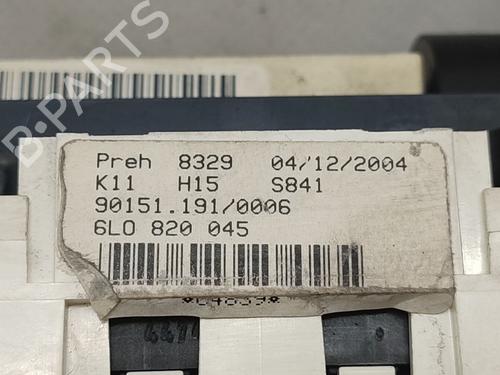 B-PARTS
Preh 8329 04/12/2004
K11 H15 S841
90151.191/0006
6L0 820 045